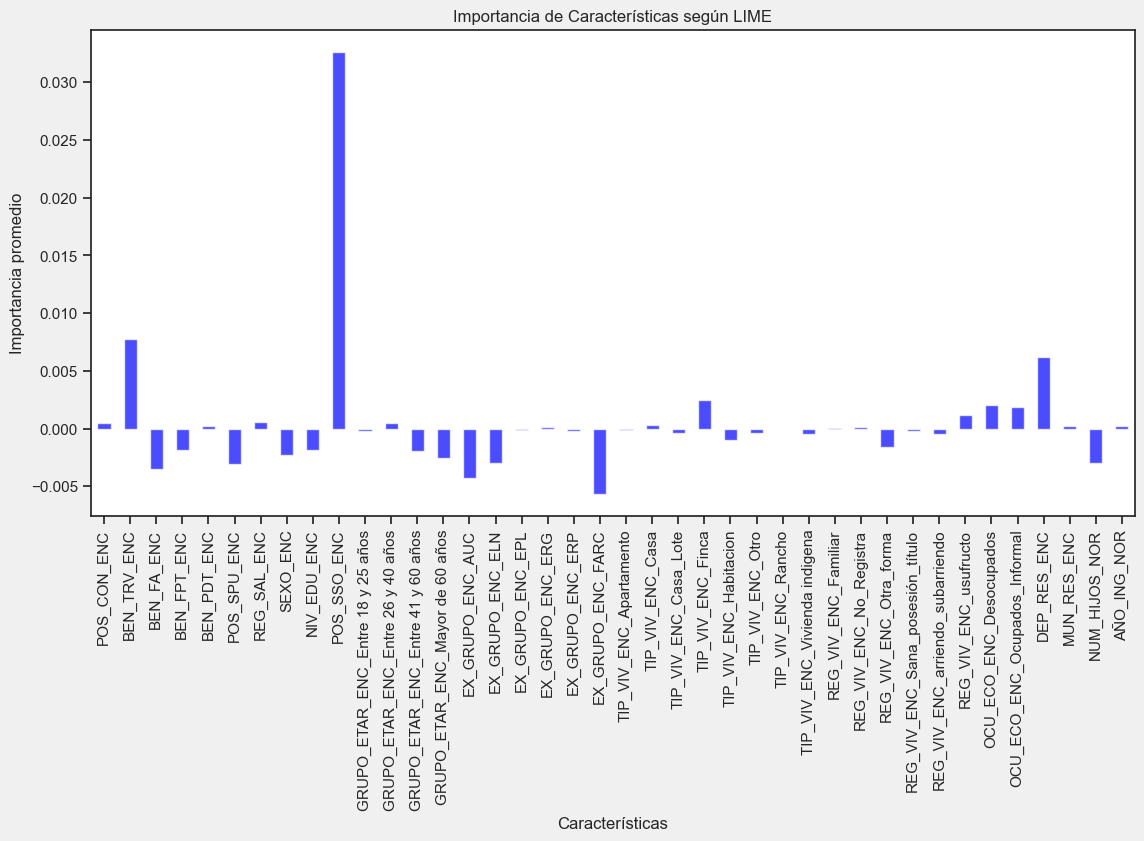 Importancia de Características según LIME
Importancia promedio
0.030
0.025
0.020
0.015
0.010
0.005
0.000
−0.005
POS_CON_ENC
BEN_TRV_ENC
BEN_FA_ENC
BEN_FPT_ENC
BEN_PDT_ENC
POS_SPU_ENC
REG_SAL_ENC
SEXO_ENC
NIV_EDU_ENC
POS_SSO_ENC
GRUPO_ETAR_ENC_Entre 18 y 25 años
GRUPO_ETAR_ENC_Entre 26 y 40 años
GRUPO_ETAR_ENC_Entre 41 y 60 años
GRUPO_ETAR_ENC_Mayor de 60 años
EX_GRUPO_ENC_AUC
EX_GRUPO_ENC_ELN
EX_GRUPO_ENC_EPL
EX_GRUPO_ENC_ERG
EX_GRUPO_ENC_ERP
EX_GRUPO_ENC_FARC
TIP_VIV_ENC_Apartamento
TIP_VIV_ENC_Casa
TIP_VIV_ENC_Casa_Lote
TIP_VIV_ENC_Finca
TIP_VIV_ENC_Habitacion
TIP_VIV_ENC_Otro
TIP_VIV_ENC_Rancho
TIP_VIV_ENC_Vivienda indigena
REG_VIV_ENC_Familiar
REG_VIV_ENC_No_Registra
REG_VIV_ENC_Otra_forma
REG_VIV_ENC_Sana_posesión_título
REG_VIV_ENC_arriendo_subarriendo
REG_VIV_ENC_usufructo
OCU_ECO_ENC_Desocupados
OCU_ECO_ENC_Ocupados_Informal
DEP_RES_ENC
MUN_RES_ENC
NUM_HIJOS_NOR
AÑO_ING_NOR
Características